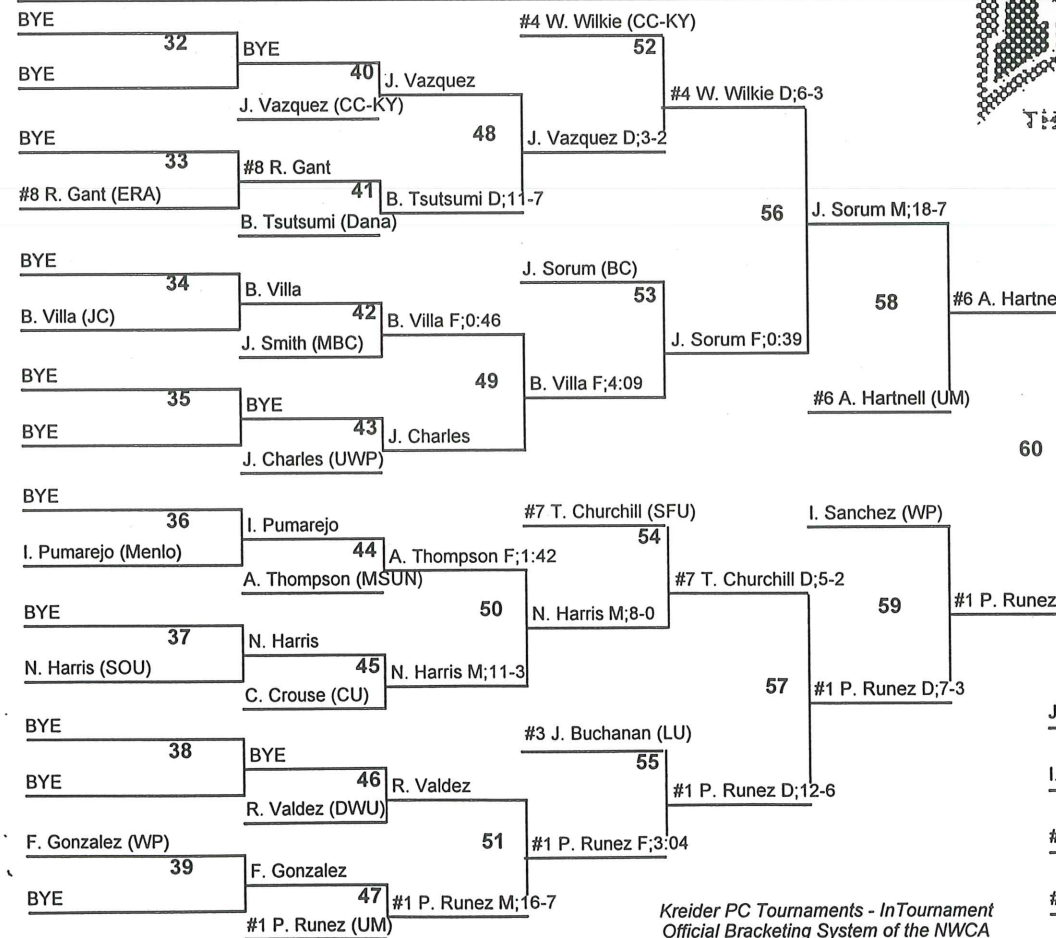 BYE
32
BYE
BYE
40
J. Vazquez
J. Vazquez (CC-KY)
#4 W. Wilkie (CC-KY)
52
#4 W. Wilkie D;6-3
48
J. Vazquez D;3-2
BYE
33
#8 R. Gant
#8 R. Gant (ERA)
41
B. Tsutsumi D;11-7
B. Tsutsumi (Dana)
56
J. Sorum M;18-7
BYE
34
B. Villa
B. Villa (JC)
42
B. Villa F;0:46
J. Smith (MBC)
J. Sorum (BC)
53
J. Sorum F;0:39
58
#6 A. Hartne
49
B. Villa F;4:09
BYE
35
BYE
BYE
43
J. Charles
J. Charles (UWP)
#6 A. Hartnell (UM)
60
BYE
36
I. Pumarejo
I. Pumarejo (Menlo)
44
A. Thompson F;1:42
A. Thompson (MSUN)
#7 T. Churchill (SFU)
54
#7 T. Churchill D;5-2
I. Sanchez (WP)
50
N. Harris M;8-0
59
#1 P. Runez
BYE
37
N. Harris
N. Harris (SOU)
45
N. Harris M;11-3
C. Crouse (CU)
57
#1 P. Runez D;7-3
BYE
38
BYE
BYE
46
R. Valdez
R. Valdez (DWU)
#3 J. Buchanan (LU)
55
#1 P. Runez D;12-6
51
#1 P. Runez F;3:04
F. Gonzalez (WP)
39
F. Gonzalez
BYE
47
#1 P. Runez M;16-7
#1 P. Runez (UM)
J
I.
#
#
Kreider PC Tournaments - InTournament
Official Bracketing System of the NWCA